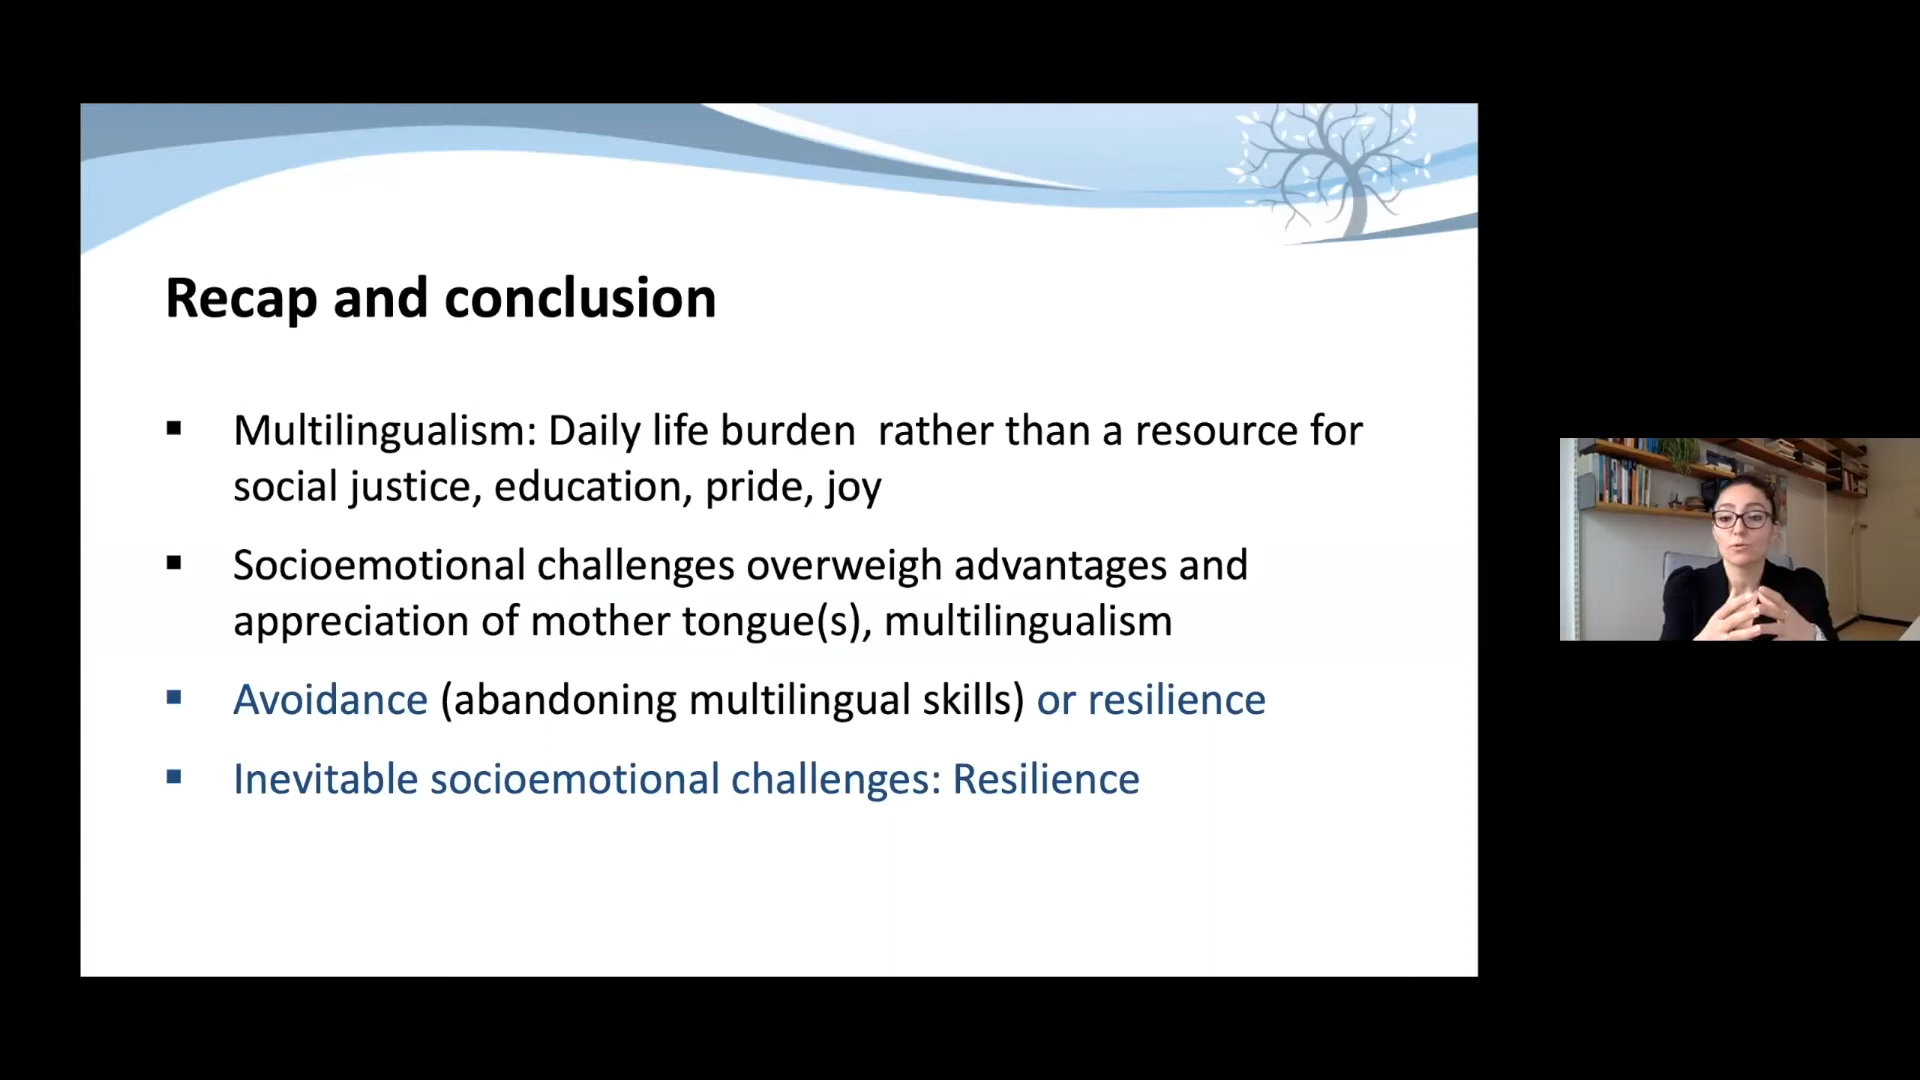 Recap and conclusion
▪ Multilingualism: Daily life burden  rather than a resource for
social justice, education, pride, joy
▪ Socioemotional challenges overweigh advantages and
appreciation of mother tongue(s), multilingualism
▪ Avoidance (abandoning multilingual skills) or resilience
▪ Inevitable socioemotional challenges: Resilience